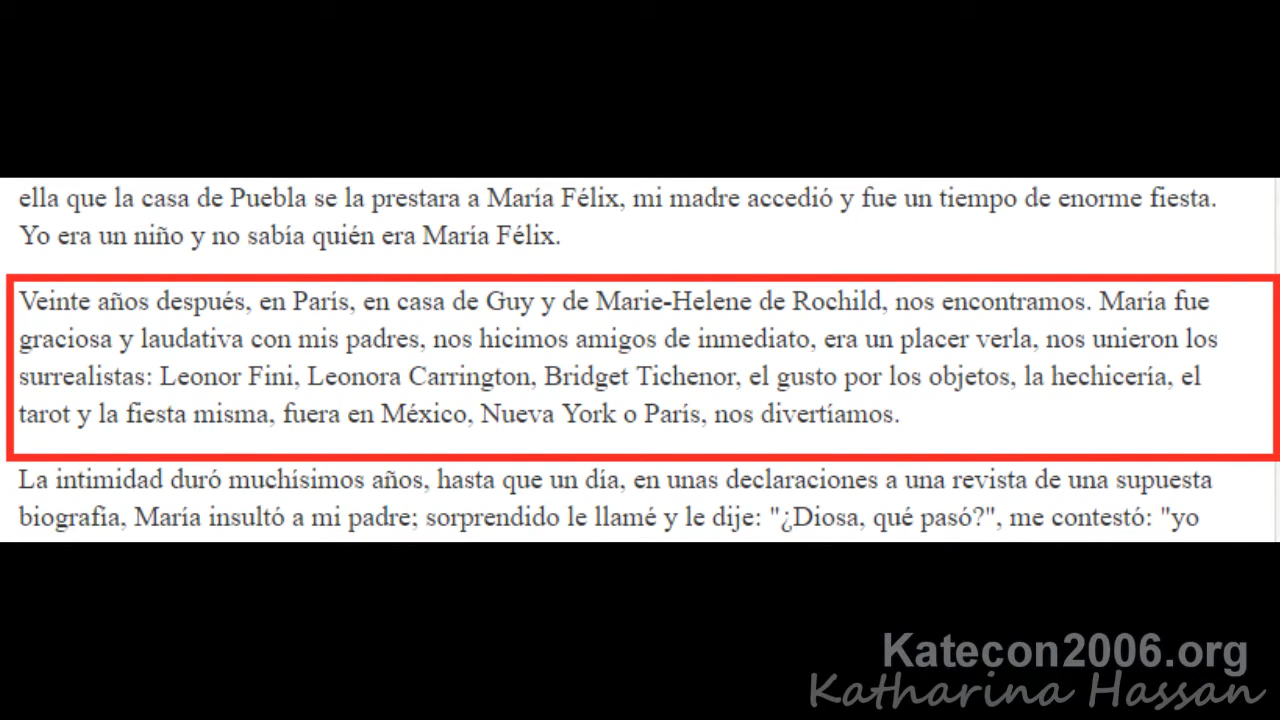 ella que la casa de Puebla se la prestara a María Félix, mi madre accedió y fue un tiempo de enorme fiesta.
Yo era un niño y no sabía quién era María Félix.
Veinte años después, en París, en casa de Guy y de Marie-Helene de Rochild, nos encontramos. María fue
graciosa y laudativa con mis padres, nos hicimos amigos de inmediato, era un placer verla, nos unieron los
surrealistas: Leonor Fini, Leonora Carrington, Bridget Tichenor, el gusto por los objetos, la hechicería, el
tarot y la fiesta misma, fuera en México, Nueva York o París, nos divertíamos.
La intimidad duró muchísimos años, hasta que un día, en unas declaraciones a una revista de una supuesta
biografía, María insultó a mi padre; sorprendido le llamé y le dije: "¿Diosa, qué pasó?", me contestó: "yo
Katecon2006.org
Katharina Hassan